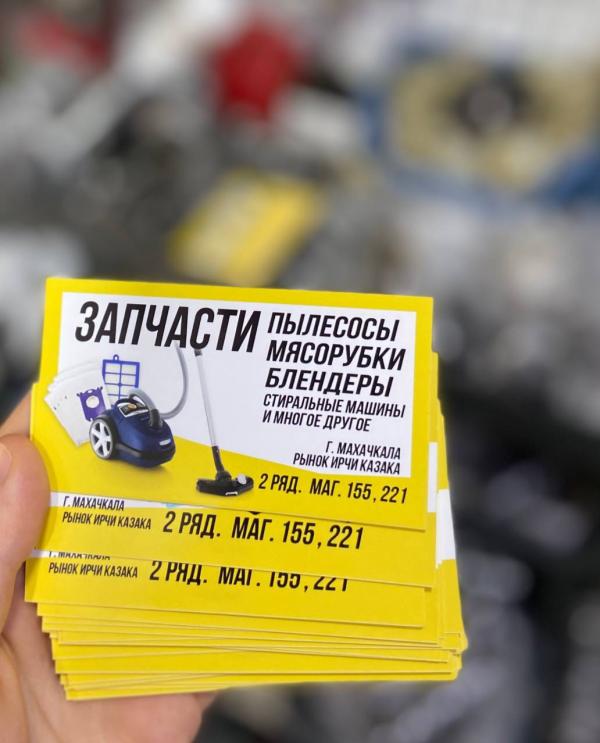 ЗАПЧАСТИ
ПЫЛЕСОСЫ
МЯСОРУБКИ
БЛЕНДЕРЫ
СТИРАЛЬНЫЕ МАШИНЫ
И МНОГОЕ ДРУГОЕ
Г. МАХАЧКАЛА
РЫНОК ИРЧИ КАЗАКА
2 РЯД. МАГ. 155, 221
Г. МАХАЧКАЛА
РЫНОК ИРЧИ КАЗАКА 2 РЯД. МАГ. 155, 221
Г. МАХАЧКАЛА
РЫНОК ИРЧИ КАЗАКА 2 РЯД. МАГ. 155, 221